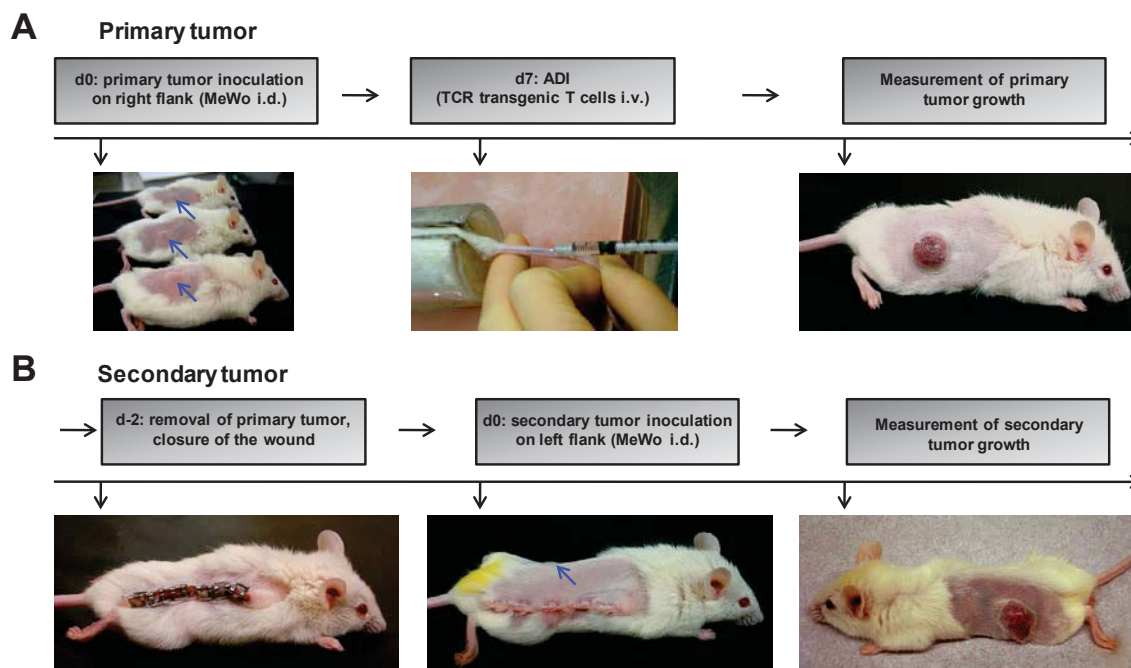 A
Primary tumor
d0: primary tumor inoculation
on right flank (MeWo i.d.)
d7: ADI
(TCR transgenic T cells i.v.)
Measurement of primary
tumor growth
B
Secondary tumor
d-2: removal of primary tumor,
closure of the wound
d0: secondary tumor inoculation
on left flank (MeWo i.d.)
Measurement of secondary
tumor growth